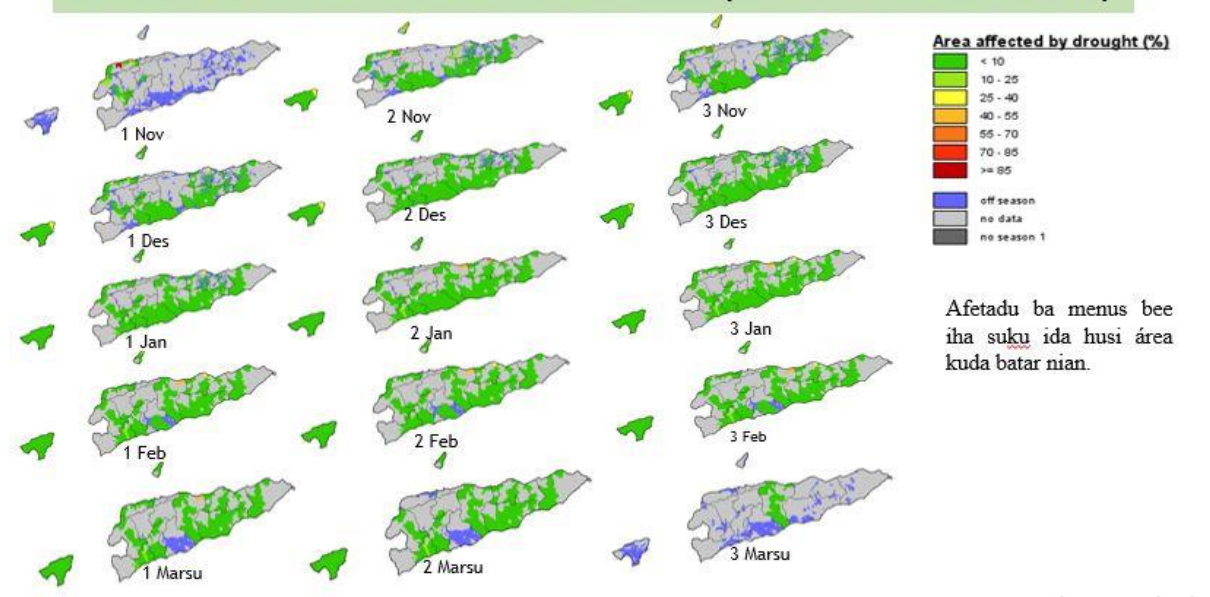 Area affected by drought (%)
< 10
10 - 25
25 - 40
40 - 55
55 - 70
70 - 85
>= 85
off season
no data
no season 1
1 Nov
2 Nov
3 Nov
1 Des
2 Des
3 Des
1 Jan
2 Jan
3 Jan
1 Feb
2 Feb
3 Feb
1 Marsu
2 Marsu
3 Marsu
Afetadu ba menus bee
iha suku ida husi área
kuda batar nian.